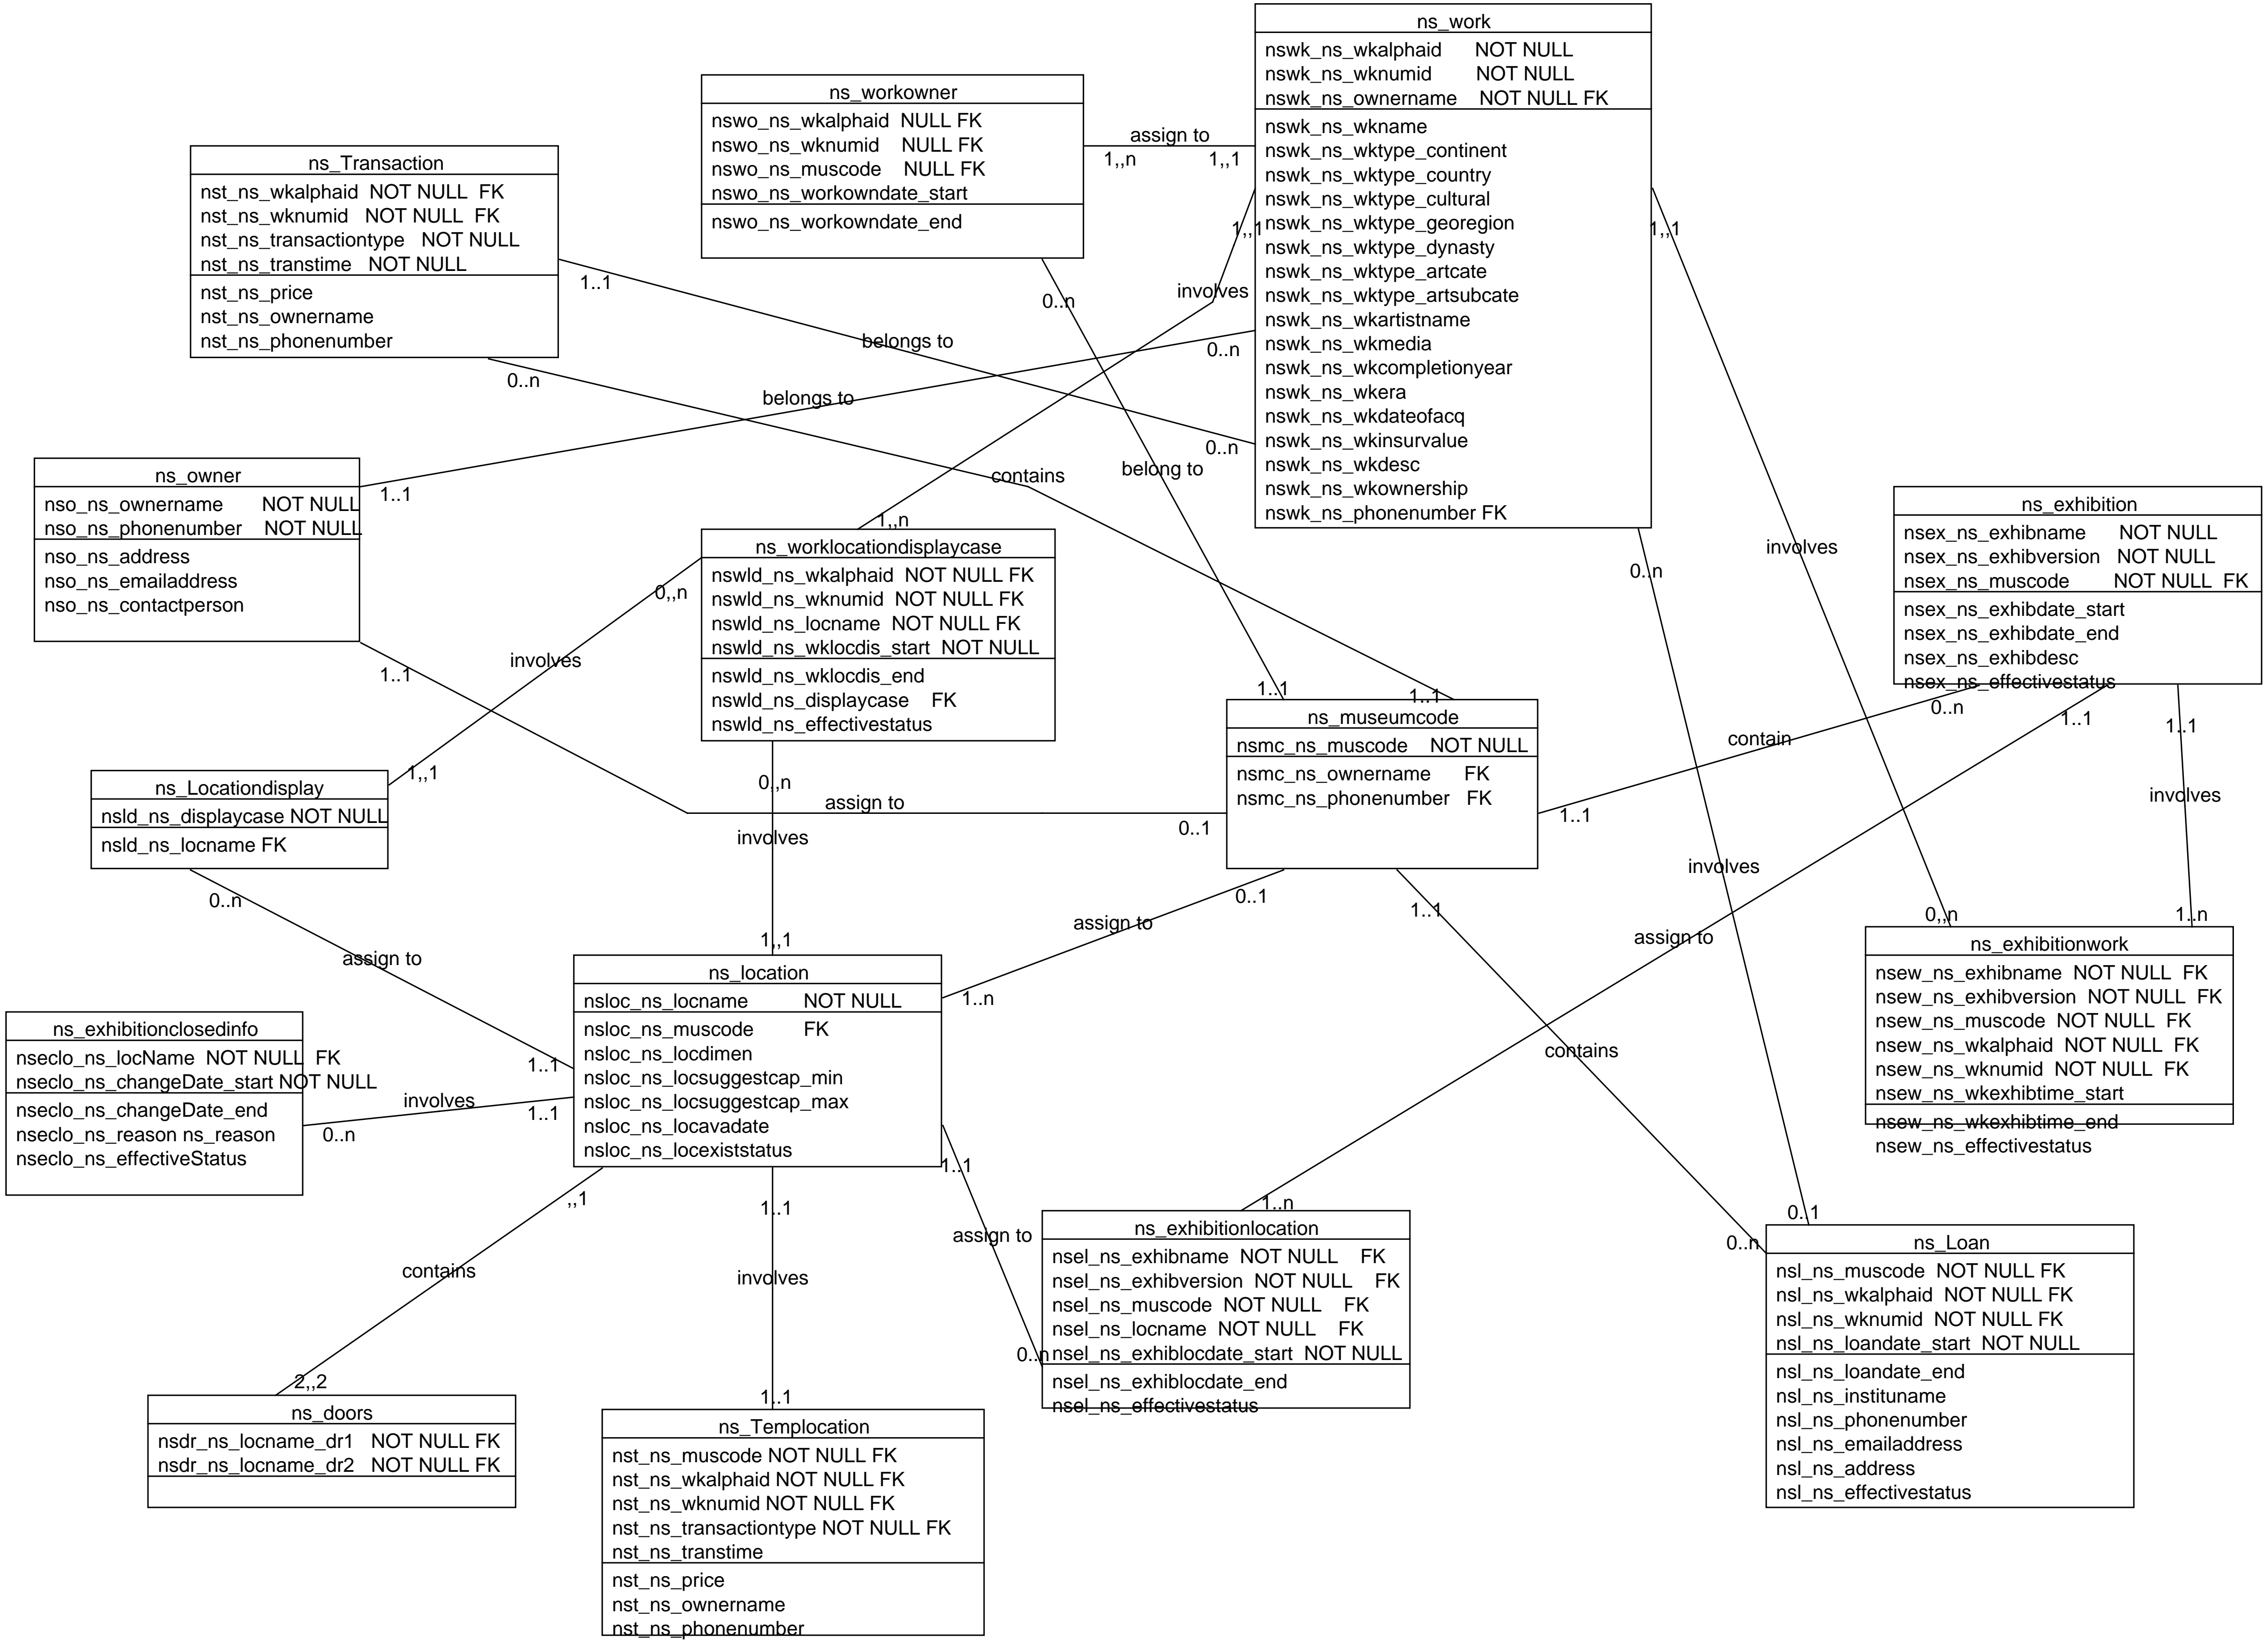 ns_work
nswk_ns_wkalphaid NOT NULL
nswk_ns_wknumid NOT NULL
nswk_ns_ownername NOT NULL FK
nswk_ns_wkname
nswk_ns_wktype_continent
nswk_ns_wktype_country
nswk_ns_wktype_cultural
nswk_ns_wktype_georegion
nswk_ns_wktype_dynasty
nswk_ns_wktype_artcate
nswk_ns_wktype_artsubcate
nswk_ns_wkartistname
nswk_ns_wkmedia
nswk_ns_wkcompletionyear
nswk_ns_wkera
nswk_ns_wkdateofacq
nswk_ns_wkinsurvalue
nswk_ns_wkdesc
nswk_ns_wkownership
nswk_ns_phonenumber FK
ns_workowner
nswo_ns_wkalphaid NULL FK
nswo_ns_wknumid NULL FK
nswo_ns_muscode NULL FK
nswo_ns_workowndate_start
nswo_ns_workowndate_end
assign to
1,,n
1,,1
ns_Transaction
nst_ns_wkalphaid NOT NULL FK
nst_ns_wknumid NOT NULL FK
nst_ns_transactiontype NOT NULL
nst_ns_transtime NOT NULL
nst_ns_price
nst_ns_ownername
nst_ns_phonenumber
1,,1
1,,1
involves
1..1
0..n
belongs to
0..n
0..n
belongs to
0..n
contains
belong to
ns_owner
nso_ns_ownername NOT NULL
nso_ns_phonenumber NOT NULL
nso_ns_address
nso_ns_emailaddress
nso_ns_contactperson
1..1
1,,n
ns_worklocationdisplaycase
nswld_ns_wkalphaid NOT NULL FK
nswld_ns_wknumid NOT NULL FK
nswld_ns_locname NOT NULL FK
nswld_ns_wklocdis_start NOT NULL
nswld_ns_wklocdis_end
nswld_ns_displaycase FK
nswld_ns_effectivestatus
ns_exhibition
nsex_ns_exhibname NOT NULL
nsex_ns_exhibversion NOT NULL
nsex_ns_muscode NOT NULL FK
nsex_ns_exhibdate_start
nsex_ns_exhibdate_end
nsex_ns_exhibdesc
nsex_ns_effectivestatus
involves
0..n
0,,n
involves
1..1
1..1
1..1
0..n
1..1
1..1
ns_museumcode
nsmc_ns_muscode NOT NULL
nsmc_ns_ownername FK
nsmc_ns_phonenumber FK
contain
1,,1
0,,n
involves
assign to
0..1
1..1
involves
ns_Locationdisplay
nsld_ns_displaycase NOT NULL
nsld_ns_locname FK
involves
0..n
0..1
1..1
assign to
0,,n
1..n
assign to
1,,1
assign to
ns_location
nsloc_ns_locname NOT NULL
nsloc_ns_muscode FK
nsloc_ns_locdimen
nsloc_ns_locsuggestcap_min
nsloc_ns_locsuggestcap_max
nsloc_ns_locavadate
nsloc_ns_locexiststatus
1..n
ns_exhibitionwork
nsew_ns_exhibname NOT NULL FK
nsew_ns_exhibversion NOT NULL FK
nsew_ns_muscode NOT NULL FK
nsew_ns_wkalphaid NOT NULL FK
nsew_ns_wknumid NOT NULL FK
nsew_ns_wkexhibtime_start
nsew_ns_wkexhibtime_end
nsew_ns_effectivestatus
ns_exhibitionclosedinfo
nseclo_ns_locName NOT NULL FK
nseclo_ns_changeDate_start NOT NULL
nseclo_ns_changeDate_end
nseclo_ns_reason ns_reason
nseclo_ns_effectiveStatus
contains
1..1
involves
1..1
0..n
1..1
,,1
1..1
assign to
contains
involves
0..n
1..n
ns_exhibitionlocation
nsel_ns_exhibname NOT NULL FK
nsel_ns_exhibversion NOT NULL FK
nsel_ns_muscode NOT NULL FK
nsel_ns_locname NOT NULL FK
nsel_ns_exhiblocdate_start NOT NULL
nsel_ns_exhiblocdate_end
nsel_ns_effectivestatus
0..1
0..n
ns_Loan
nsl_ns_muscode NOT NULL FK
nsl_ns_wkalphaid NOT NULL FK
nsl_ns_wknumid NOT NULL FK
nsl_ns_loandate_start NOT NULL
nsl_ns_loandate_end
nsl_ns_instituname
nsl_ns_phonenumber
nsl_ns_emailaddress
nsl_ns_address
nsl_ns_effectivestatus
2,,2
ns_doors
nsdr_ns_locname_dr1 NOT NULL FK
nsdr_ns_locname_dr2 NOT NULL FK
1..1
ns_Templocation
nst_ns_muscode NOT NULL FK
nst_ns_wkalphaid NOT NULL FK
nst_ns_wknumid NOT NULL FK
nst_ns_transactiontype NOT NULL FK
nst_ns_transtime
nst_ns_price
nst_ns_ownername
nst_ns_phonenumber